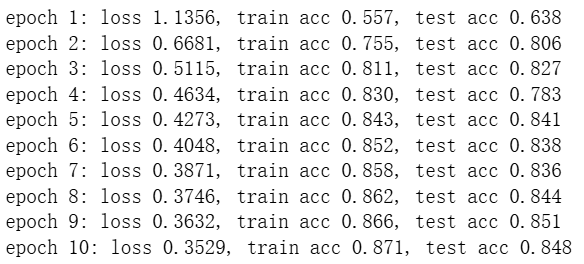 epoch 1: loss 1.1356, train acc 0.557, test acc 0.638
epoch 2: loss 0.6681, train acc 0.755, test acc 0.806
epoch 3: loss 0.5115, train acc 0.811, test acc 0.827
epoch 4: loss 0.4634, train acc 0.830, test acc 0.783
epoch 5: loss 0.4273, train acc 0.843, test acc 0.841
epoch 6: loss 0.4048, train acc 0.852, test acc 0.838
epoch 7: loss 0.3871, train acc 0.858, test acc 0.836
epoch 8: loss 0.3746, train acc 0.862, test acc 0.844
epoch 9: loss 0.3632, train acc 0.866, test acc 0.851
epoch 10: loss 0.3529, train acc 0.871, test acc 0.848